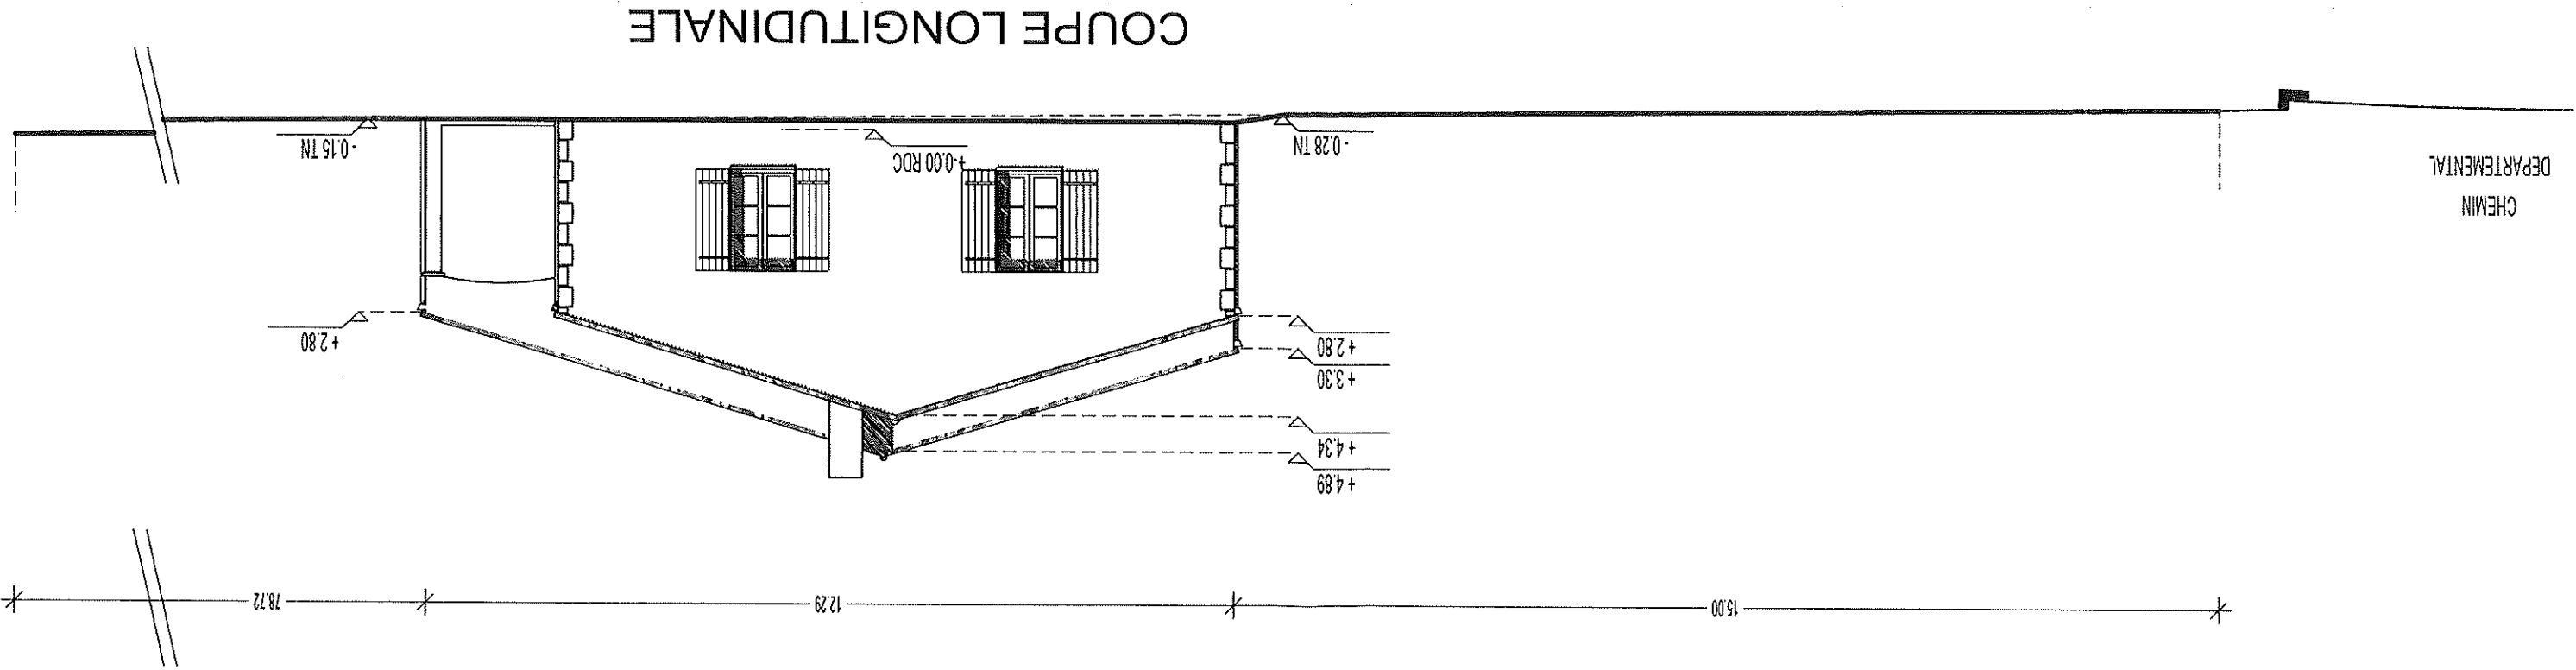 15.00
12.29
78.72
+ 4.89
+ 4.34
+ 3.30
+ 2.80
+ 2.80
CHEMIN
DEPARTEMENTAL
- 0.28 TN
+-0.00 RDC
- 0.15 TN
COUPE LONGITUDINALE